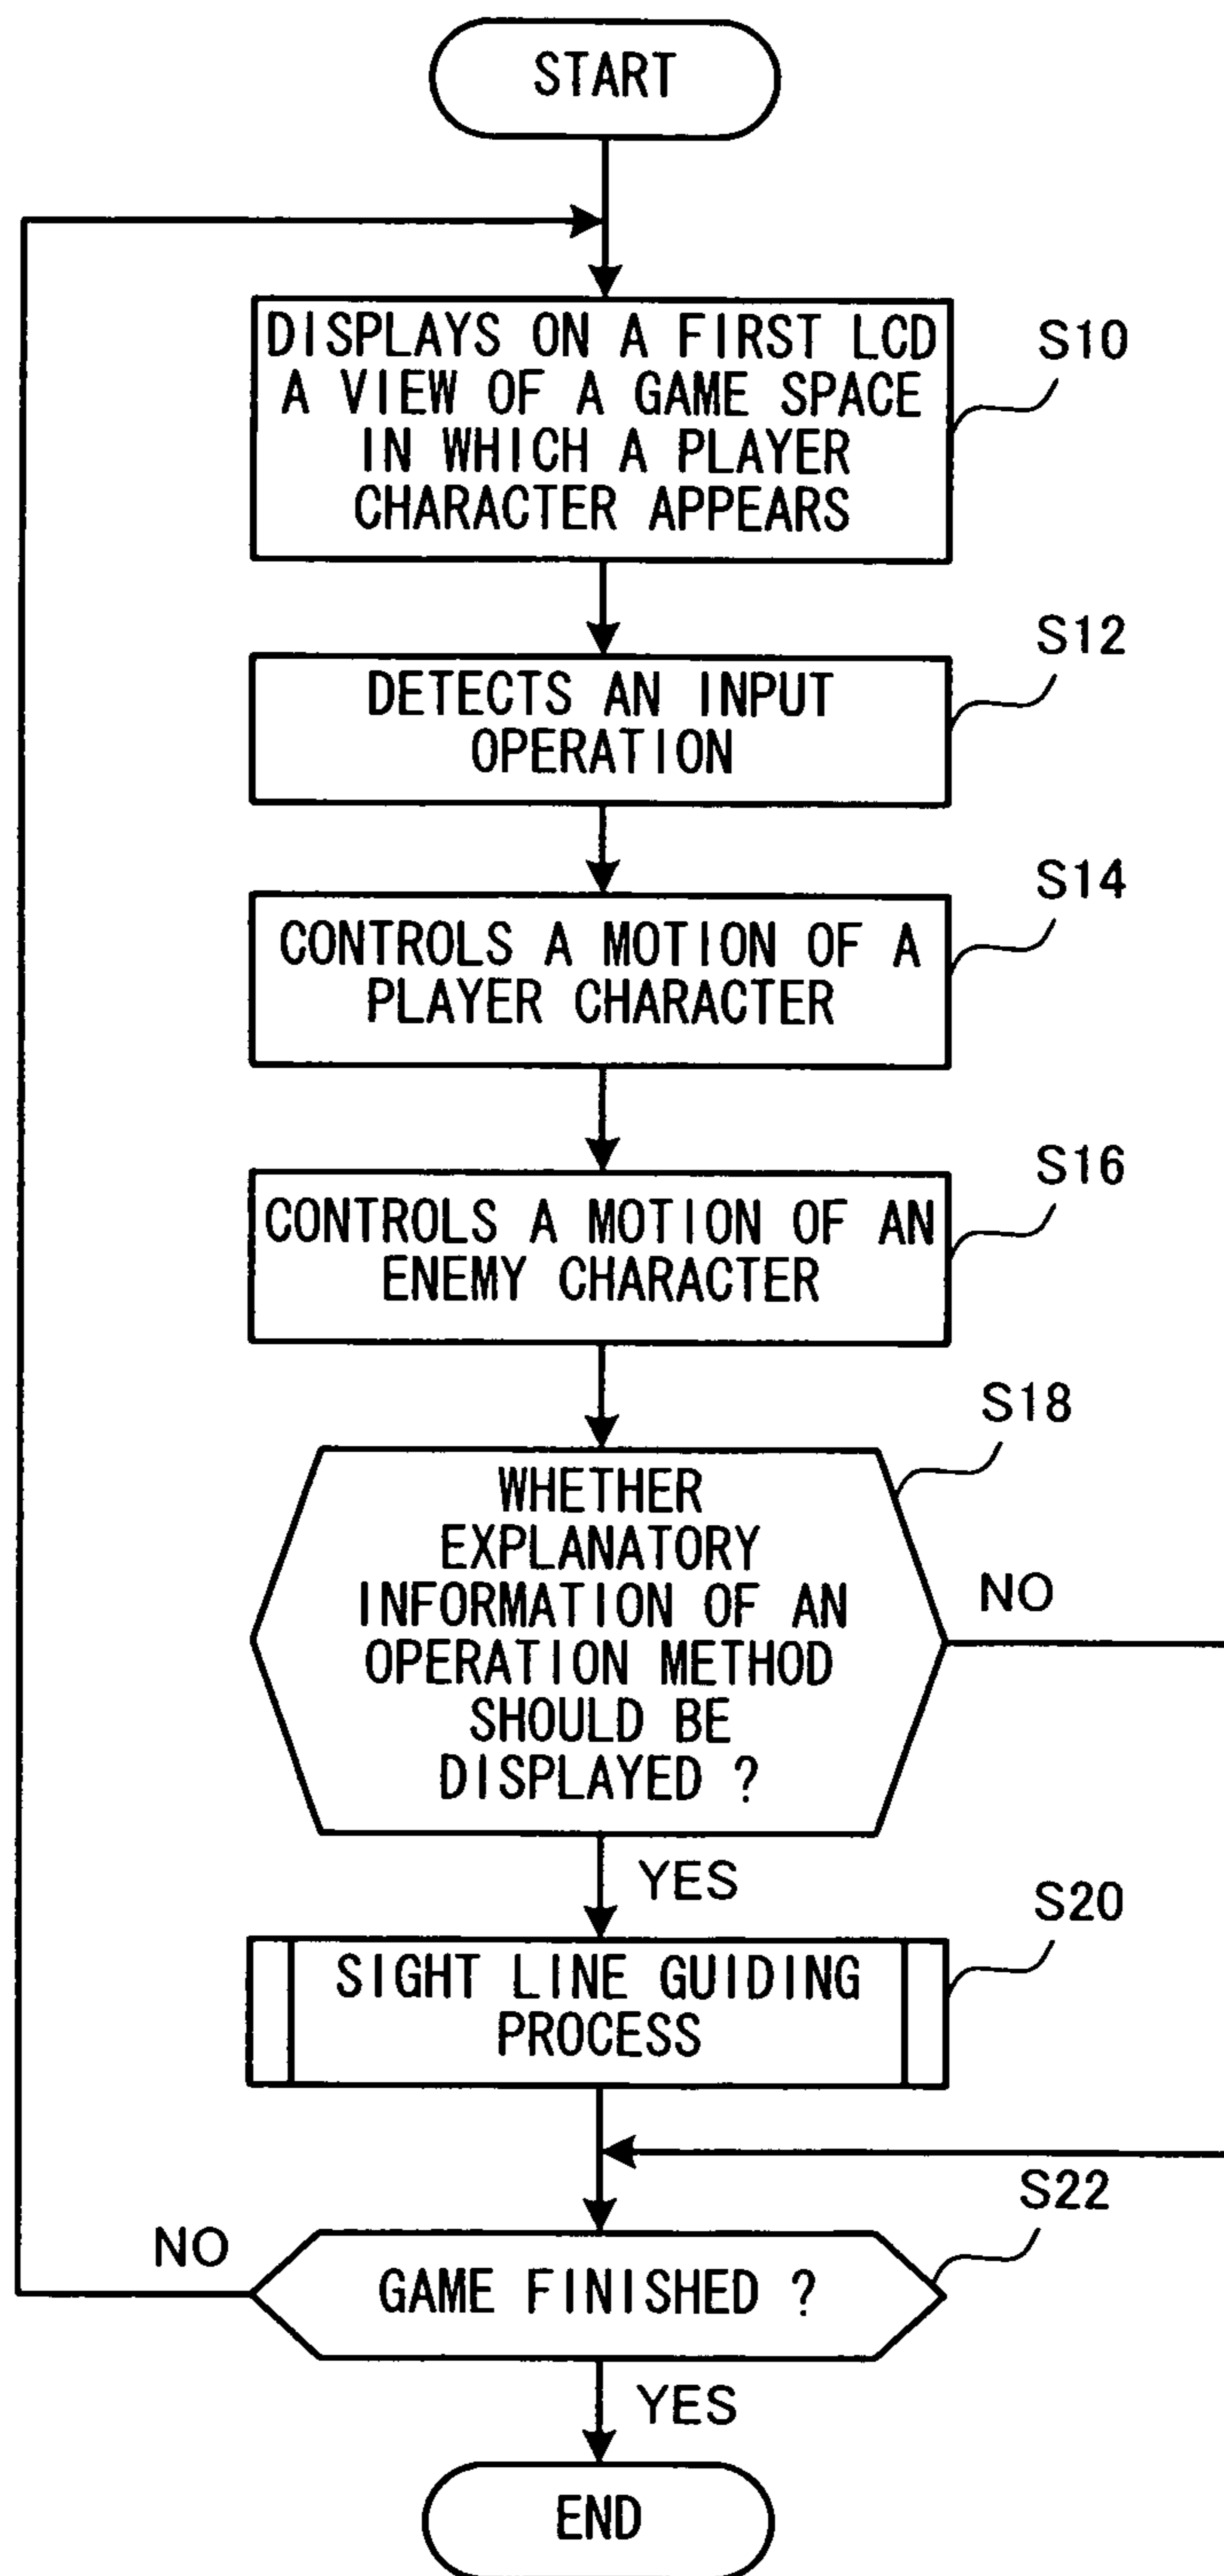 START
DISPLAYS ON A FIRST LCD
A VIEW OF A GAME SPACE
IN WHICH A PLAYER
CHARACTER APPEARS
S10
DETECTS AN INPUT
OPERATION
S12
CONTROLS A MOTION OF A
PLAYER CHARACTER
S14
CONTROLS A MOTION OF AN
ENEMY CHARACTER
S16
WHETHER
EXPLANATORY
INFORMATION OF AN
OPERATION METHOD
SHOULD BE
DISPLAYED ?
S18
NO
YES
SIGHT LINE GUIDING
PROCESS
S20
GAME FINISHED ?
S22
NO
YES
END